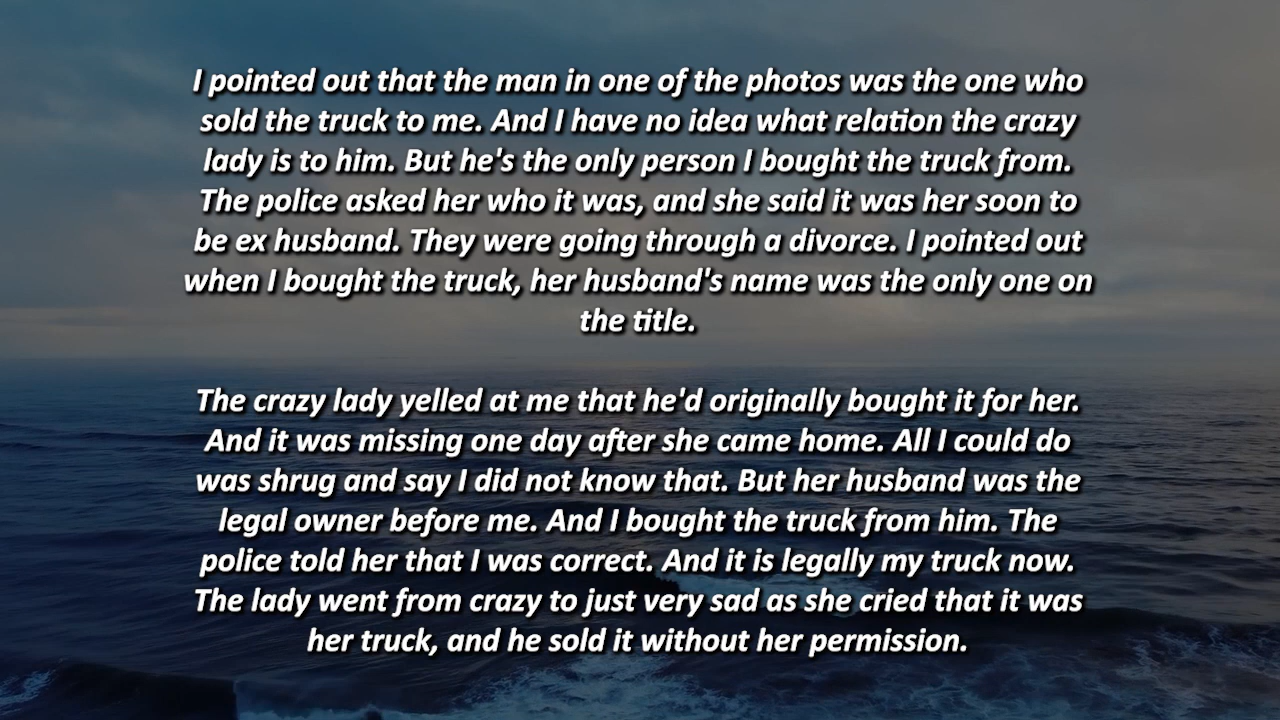 I pointed out that the man in one of the photos was the one who
sold the truck to me. And I have no idea what relation the crazy
lady is to him. But he's the only person I bought the truck from.
The police asked her who it was, and she said it was her soon to
be ex husband. They were going through a divorce. I pointed out
when I bought the truck, her husband's name was the only one on
the title.
The crazy lady yelled at me that he'd originally bought it for her.
And it was missing one day after she came home. All I could do
was shrug and say I did not know that. But her husband was the
legal owner before me. And I bought the truck from him. The
police told her that I was correct. And it is legally my truck now.
The lady went from crazy to just very sad as she cried that it was
her truck, and he sold it without her permission.